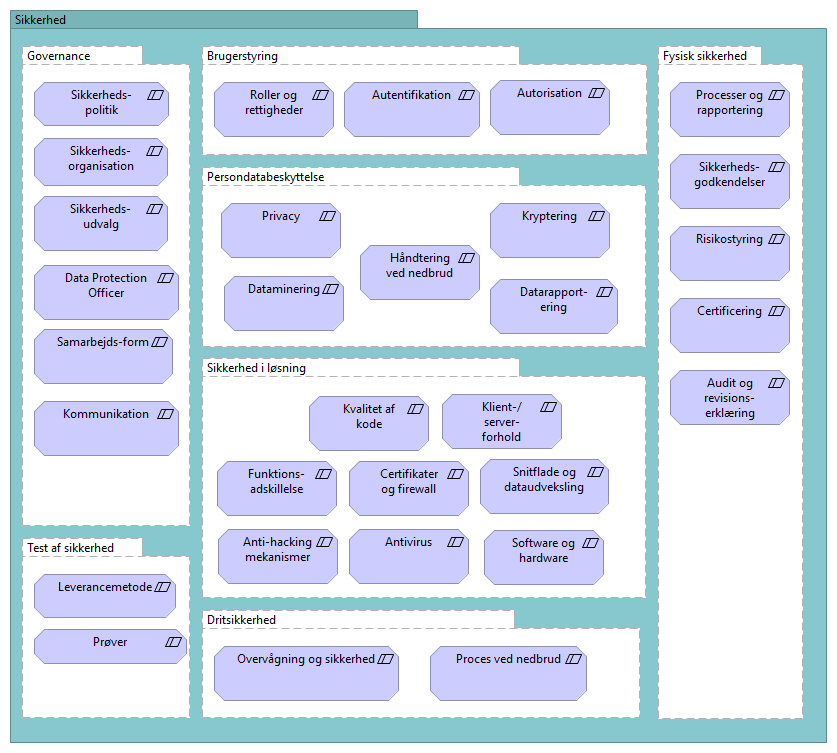 Sikkerhed
Governance
Sikkerheds-
politik
Sikkerheds-
organisation
Sikkerheds-
udvalg
Data Protection
Officer
Samarbejds-form
Kommunikation
Test af sikkerhed
Leverancemetode
Prøver
Brugerstyring
Roller og
rettigheder
Autentifikation
Autorisation
Persondatabeskyttelse
Privacy
Kryptering
Håndtering
ved nedbrud
Dataminering
Datarapport-
ering
Sikkerhed i løsning
Kvalitet af
kode
Klient-/
server-
forhold
Funktions-
adskillelse
Certifikater
og firewall
Snitflade og
dataudveksling
Anti-hacking
mekanismer
Antivirus
Software og
hardware
Dritsikkerhed
Overvågning og sikkerhed
Proces ved nedbrud
Fysisk sikkerhed
Processer og
rapportering
Sikkerheds-
godkendelser
Risikostyring
Certificering
Audit og
revisions-
erklæring